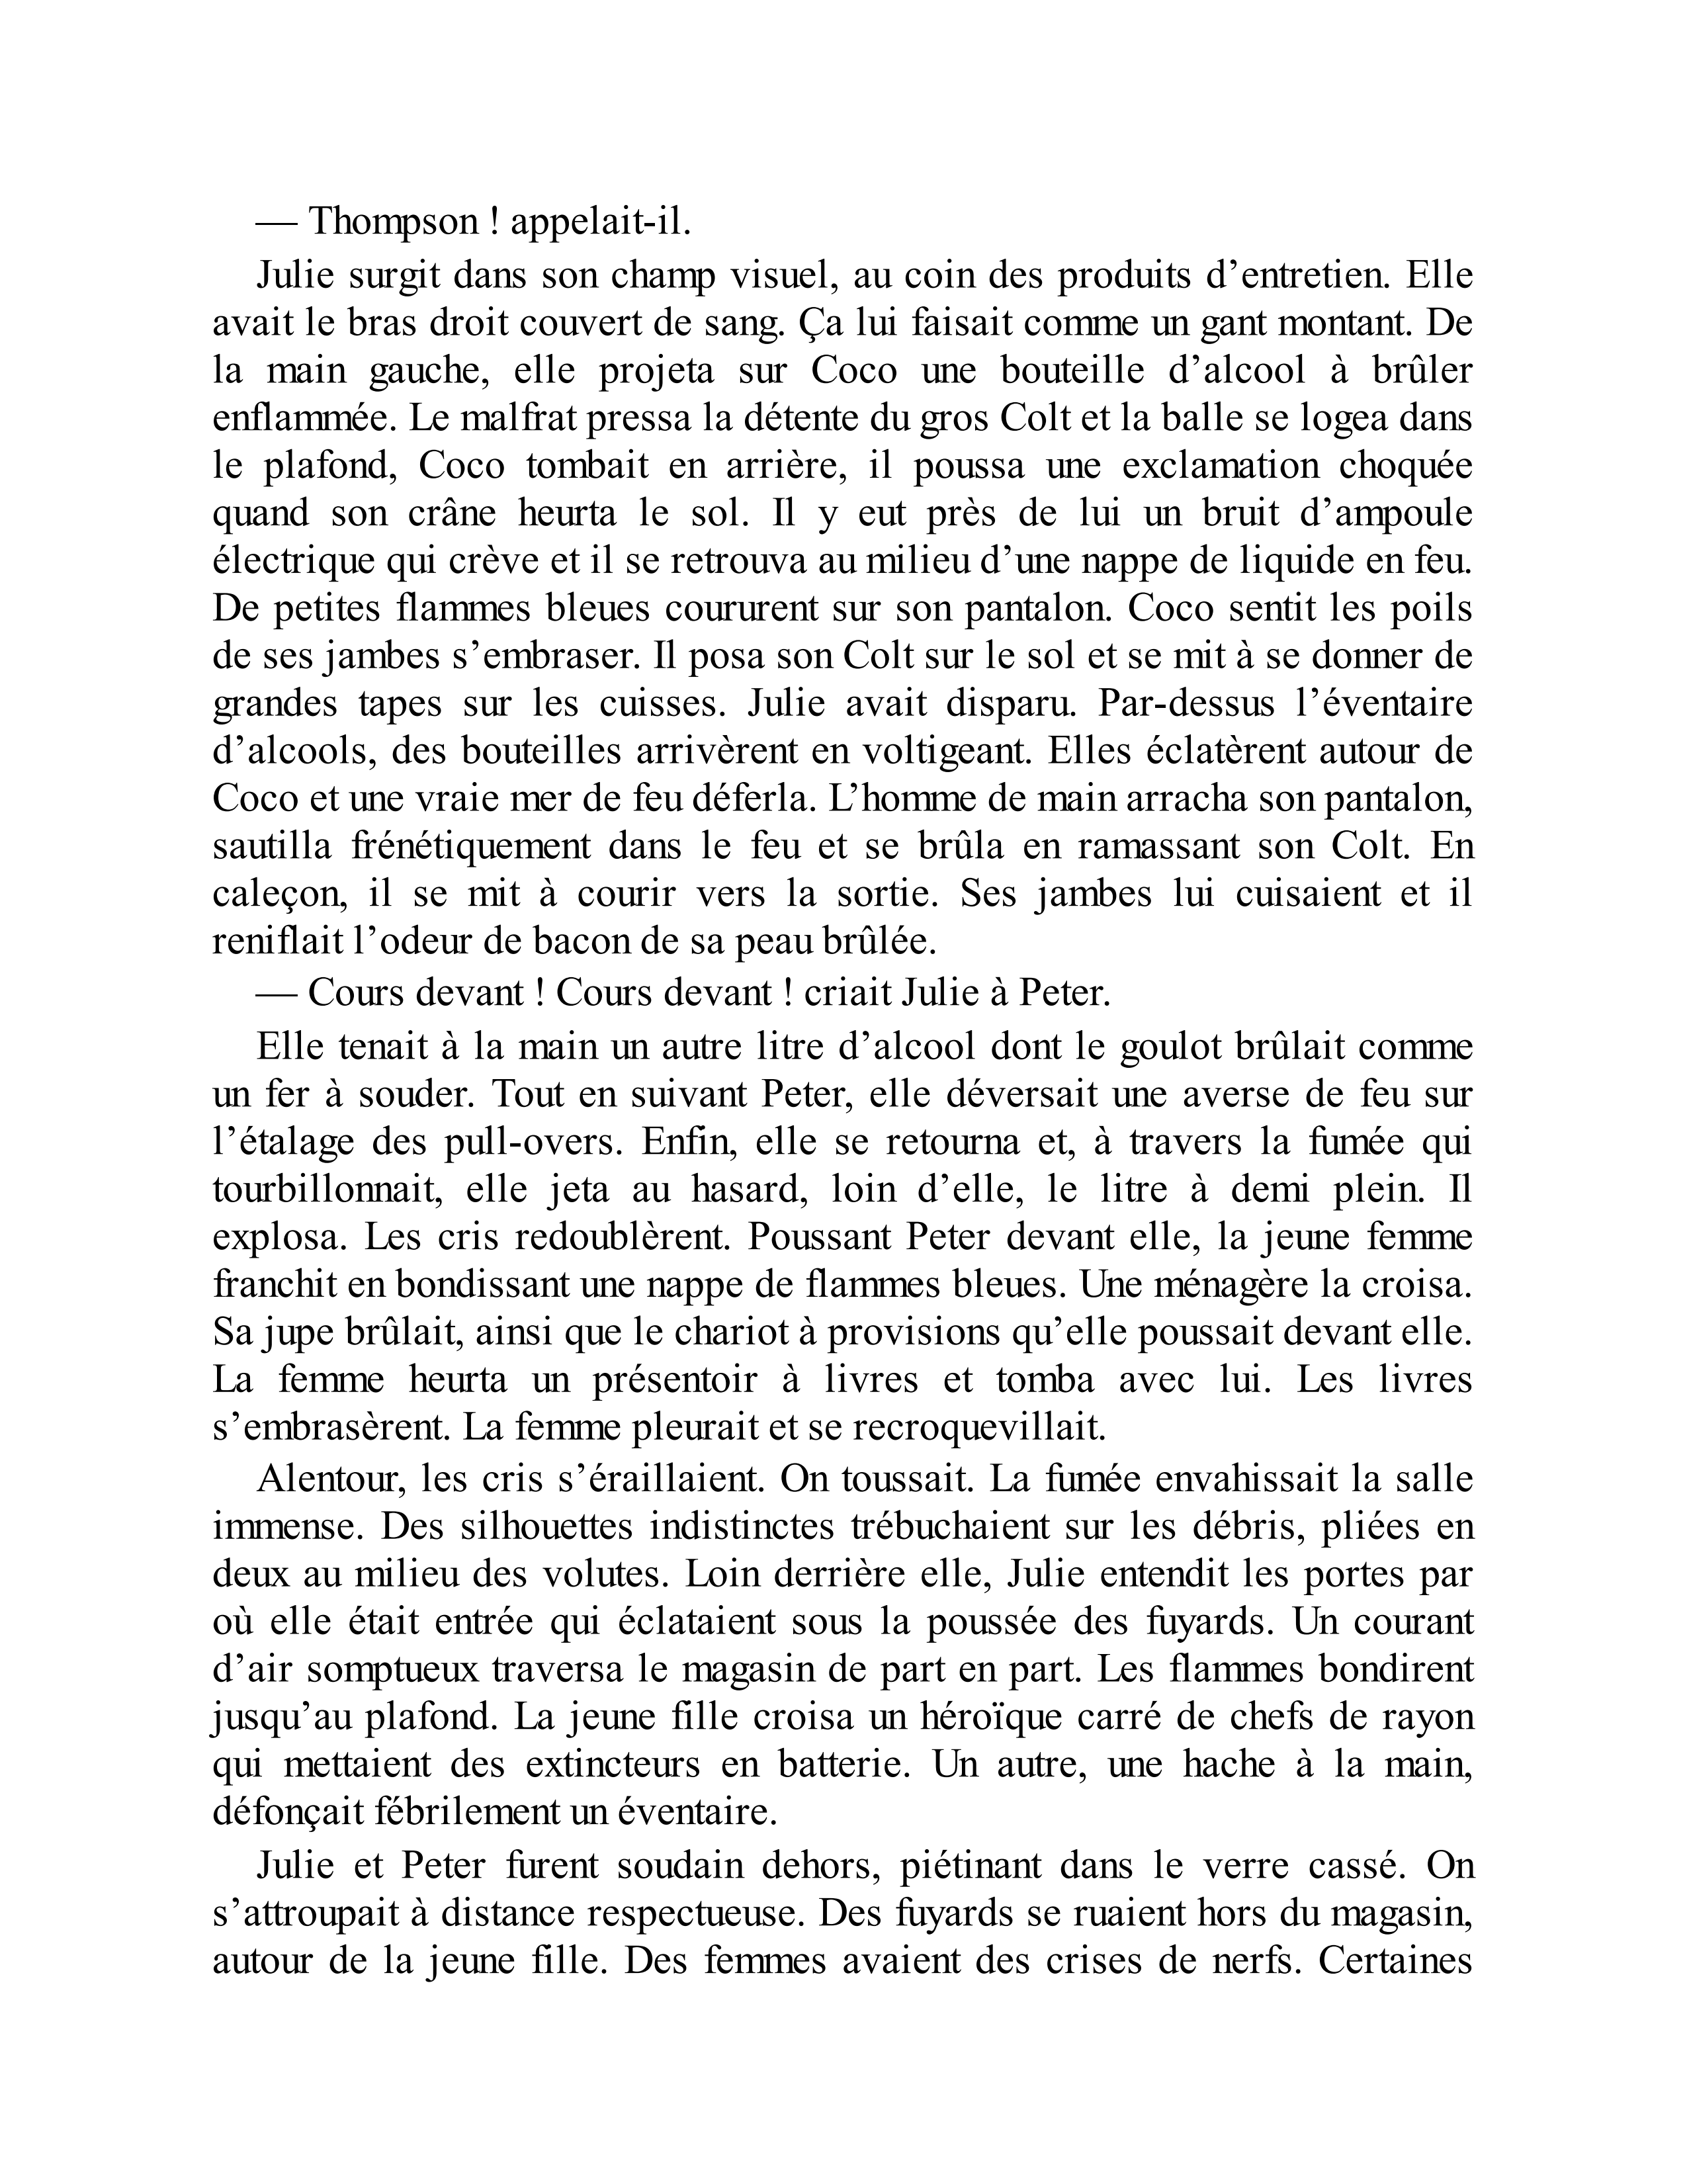 — Thompson ! appelait-il.
Julie surgit dans son champ visuel, au coin des produits d’entretien. Elle
avait le bras droit couvert de sang. Ça lui faisait comme un gant montant. De
la main gauche, elle projeta sur Coco une bouteille d’alcool à brûler
enflammée. Le malfrat pressa la détente du gros Colt et la balle se logea dans
le plafond, Coco tombait en arrière, il poussa une exclamation choquée
quand son crâne heurta le sol. Il y eut près de lui un bruit d’ampoule
électrique qui crève et il se retrouva au milieu d’une nappe de liquide en feu.
De petites flammes bleues coururent sur son pantalon. Coco sentit les poils
de ses jambes s’embraser. Il posa son Colt sur le sol et se mit à se donner de
grandes tapes sur les cuisses. Julie avait disparu. Par-dessus l’éventaire
d’alcools, des bouteilles arrivèrent en voltigeant. Elles éclatèrent autour de
Coco et une vraie mer de feu déferla. L’homme de main arracha son pantalon,
sautilla frénétiquement dans le feu et se brûla en ramassant son Colt. En
caleçon, il se mit à courir vers la sortie. Ses jambes lui cuisaient et il
reniflait l’odeur de bacon de sa peau brûlée.
— Cours devant ! Cours devant ! criait Julie à Peter.
Elle tenait à la main un autre litre d’alcool dont le goulot brûlait comme
un fer à souder. Tout en suivant Peter, elle déversait une averse de feu sur
l’étalage des pull-overs. Enfin, elle se retourna et, à travers la fumée qui
tourbillonnait, elle jeta au hasard, loin d’elle, le litre à demi plein. Il
explosa. Les cris redoublèrent. Poussant Peter devant elle, la jeune femme
franchit en bondissant une nappe de flammes bleues. Une ménagère la croisa.
Sa jupe brûlait, ainsi que le chariot à provisions qu’elle poussait devant elle.
La femme heurta un présentoir à livres et tomba avec lui. Les livres
s’embrasèrent. La femme pleurait et se recroquevillait.
Alentour, les cris s’éraillaient. On toussait. La fumée envahissait la salle
immense. Des silhouettes indistinctes trébuchaient sur les débris, pliées en
deux au milieu des volutes. Loin derrière elle, Julie entendit les portes par
où elle était entrée qui éclataient sous la poussée des fuyards. Un courant
d’air somptueux traversa le magasin de part en part. Les flammes bondirent
jusqu’au plafond. La jeune fille croisa un héroïque carré de chefs de rayon
qui mettaient des extincteurs en batterie. Un autre, une hache à la main,
défonçait fébrilement un éventaire.
Julie et Peter furent soudain dehors, piétinant dans le verre cassé. On
s’attroupait à distance respectueuse. Des fuyards se ruaient hors du magasin,
autour de la jeune fille. Des femmes avaient des crises de nerfs. Certaines